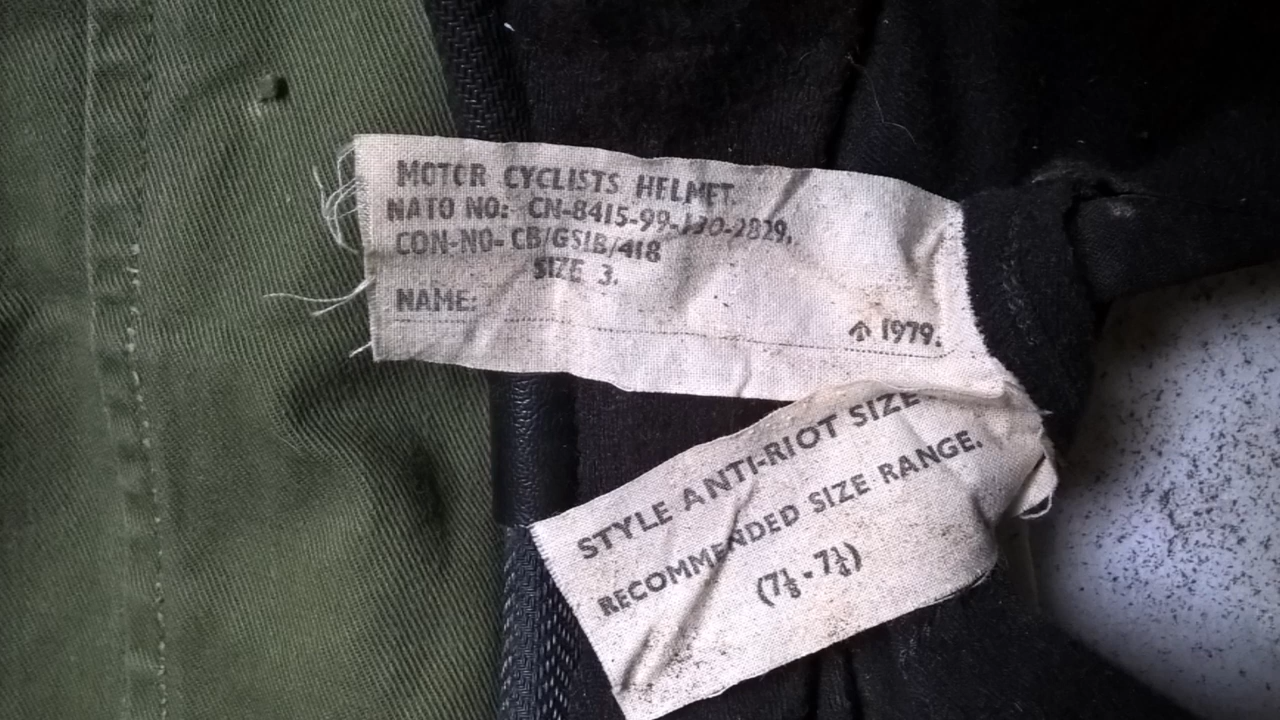 MOTOR CYCLISTS HELMET.
NATO NO: CN-8415-99-130-2829.
CON-NO- CB/GSIB/418
SIZE 3.
NAME:
1979.
STYLE ANTI-RIOT SIZE
RECOMMENDED SIZE RANGE.
(7⅛ - 7¼)